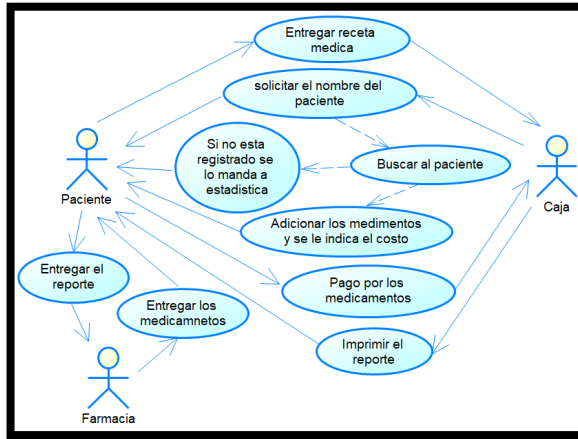 Entregar receta
medica
solicitar el nombre del
paciente
Si no esta
registrado se
lo manda a
estadistica
Buscar al paciente
Paciente
Caja
Adicionar los medimentos
y se le indica el costo
Entregar el
reporte
Pago por los
medicamentos
Entregar los
medicamnetos
Imprimir el
reporte
Farmacia